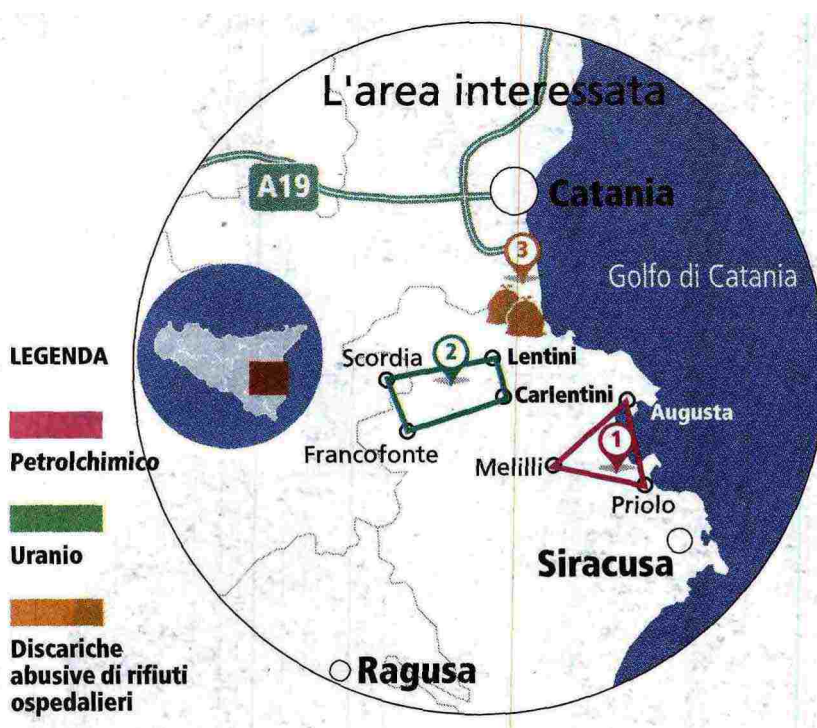 L'area interessata
A19
Catania
3
Golfo di Catania
LEGENDA
Petrolchimico
Uranio
Discariche
abusive di rifiuti
ospedalieri
Scordia
2
Lentini
Carlentini
Francofonte
Augusta
1
Melilli
Priolo
Siracusa
Ragusa